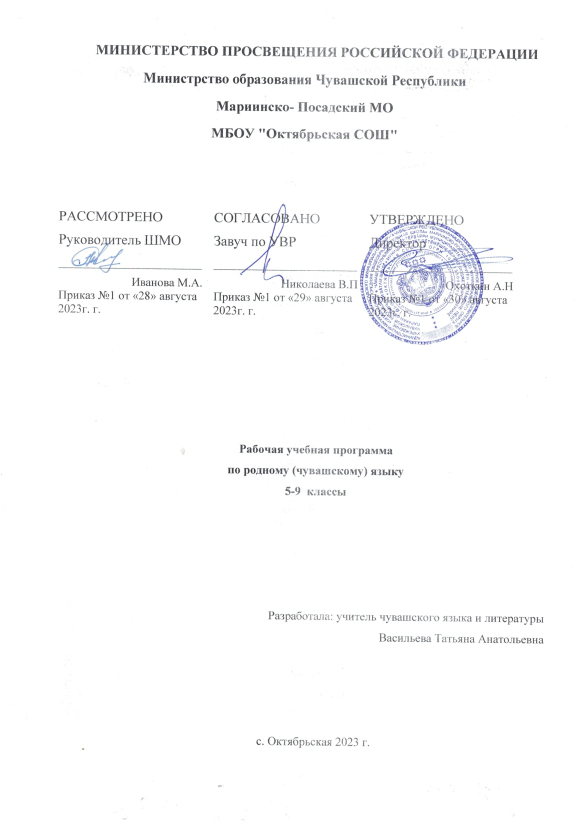 МИНИСТЕРСТВО ПРОСВЕЩЕНИЯ РОССИЙСКОЙ ФЕДЕРАЦИИ
Министрство образования Чувашской Республики
Мариинско- Посадский МО
МБОУ "Октябрьская СОШ"
РАССМОТРЕНО
Руководитель ШМО
Иванова М.А.
Приказ №1 от «28» августа
2023г. г.
СОГЛАСОВАНО
Завуч по УВР
Николаева В.П
Приказ №1 от «29» августа
2023г. г.
УТВЕРЖДЕНО
Директор
Охоткин А.Н
Приказ №1 от «30» августа
2023г. г.
Рабочая учебная программа
по родному (чувашскому) языку
5-9 классы
Разработала: учитель чувашского языка и литературы
Васильева Татьяна Анатольевна
с. Октябрьская 2023 г.